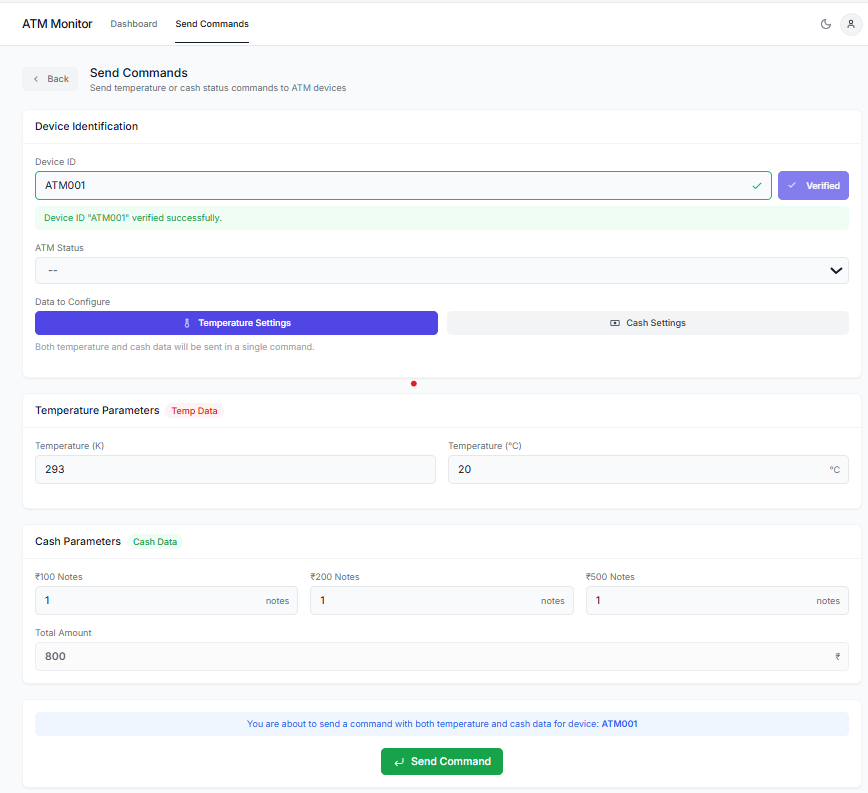 ATM Monitor Dashboard Send Commands
Back
Send Commands
Send temperature or cash status commands to ATM devices
Device Identification
Device ID
ATM001
Verified
Device ID "ATM001" verified successfully.
ATM Status
--
Data to Configure
Temperature Settings
Cash Settings
Both temperature and cash data will be sent in a single command.
Temperature Parameters Temp Data
Temperature (K)
293
Temperature (°C)
20 °C
Cash Parameters Cash Data
₹100 Notes
1 notes
₹200 Notes
1 notes
₹500 Notes
1 notes
Total Amount
800 ₹
You are about to send a command with both temperature and cash data for device: ATM001
Send Command